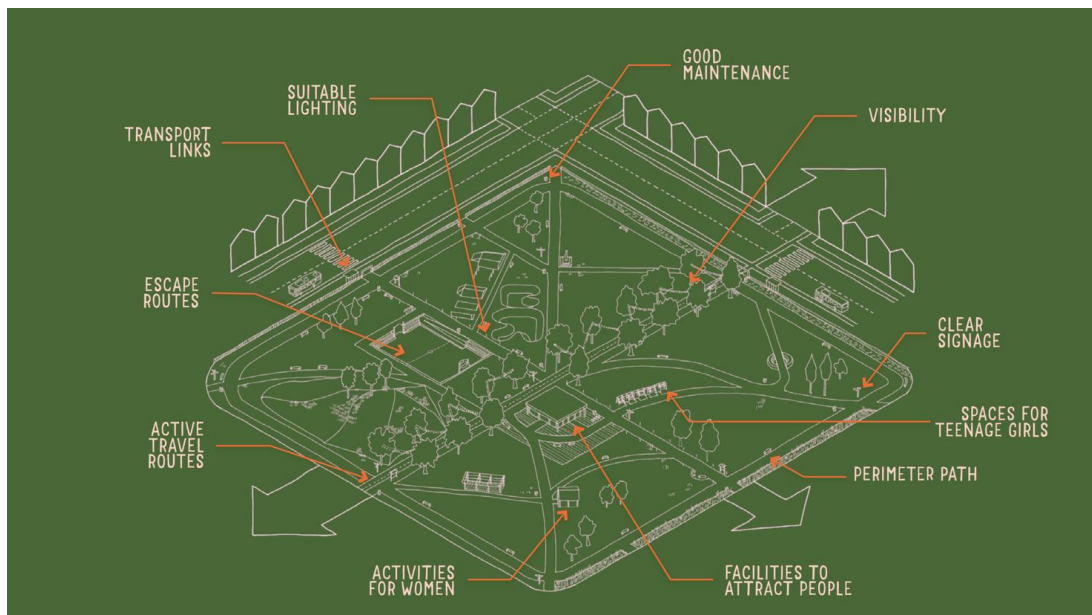 GOOD
MAINTENANCE
SUITABLE
LIGHTING
VISIBILITY
TRANSPORT
LINKS
ESCAPE
ROUTES
CLEAR
SIGNAGE
SPACES FOR
TEENAGE GIRLS
ACTIVE
TRAVEL
ROUTES
PERIMETER PATH
ACTIVITIES
FOR WOMEN
FACILITIES TO
ATTRACT PEOPLE